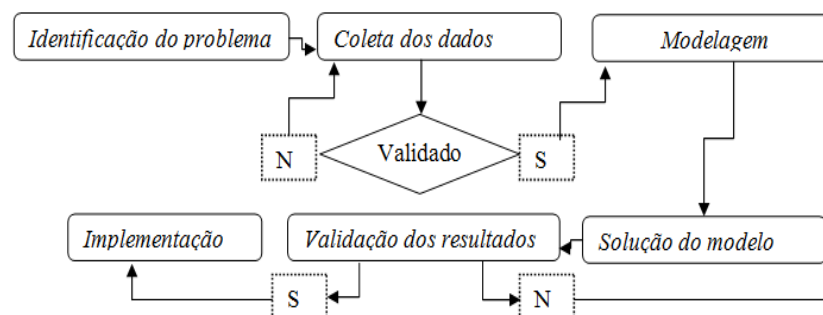 Identificação do problema
Coleta dos dados
Modelagem
N
Validado
S
Implementação
Validação dos resultados
Solução do modelo
S
N